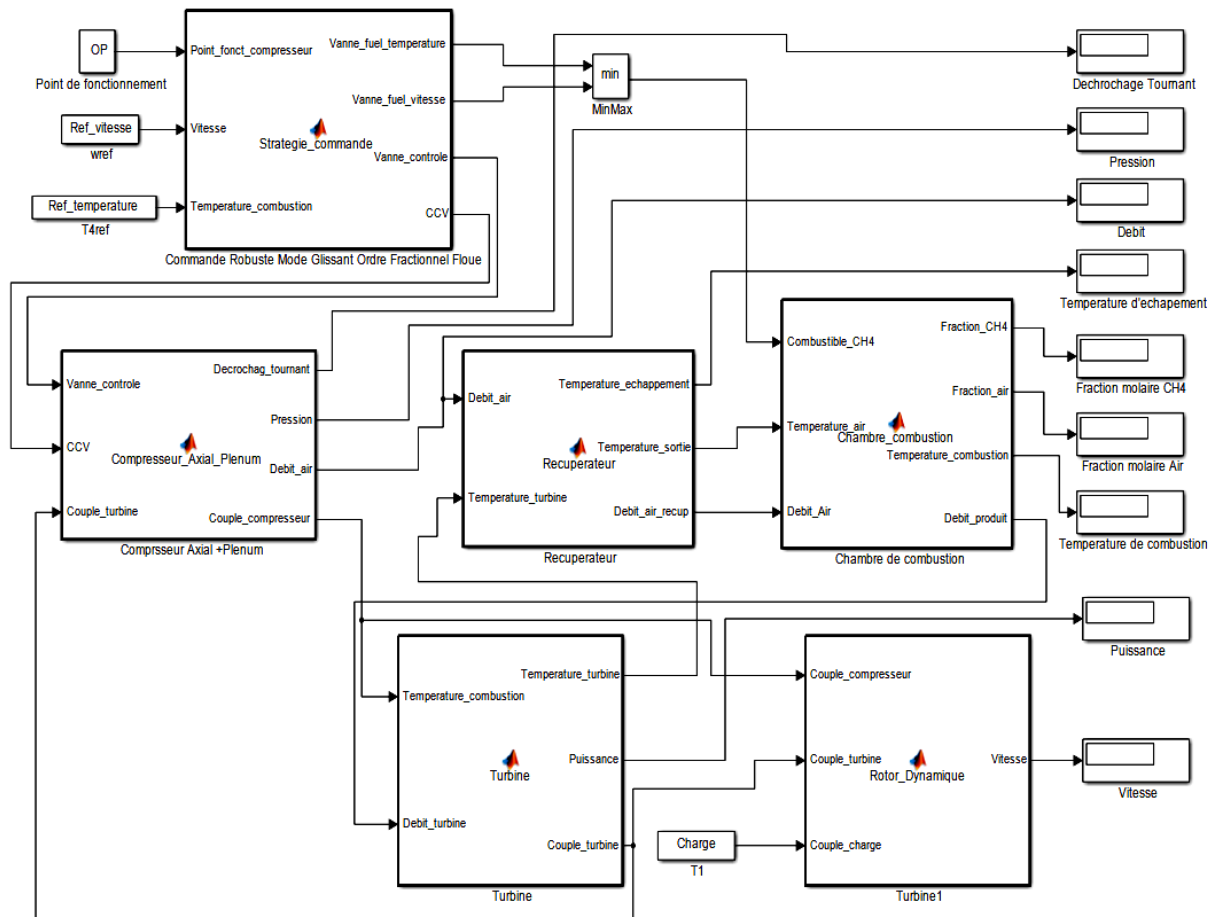 OP
Point de fonctionnement
Ref_vitesse
wref
Ref_temperature
T4ref
Point_fonct_compresseur
Vitesse
Temperature_combustion
Strategie_commande
Vanne_fuel_temperature
Vanne_fuel_vitesse
Vanne_controle
CCV
Commande Robuste Mode Glissant Ordre Fractionnel Floue
min
MinMax
Dechrochage Tournant
Pression
Debit
Temperature d'echapement
Fraction molaire CH4
Fraction molaire Air
Temperature de combustion
Puissance
Vitesse
Vanne_controle
CCV
Couple_turbine
Compresseur_Axial_Plenum
Decrochag_tournant
Pression
Debit_air
Couple_compresseur
Comprsseur Axial +Plenum
Debit_air
Temperature_turbine
Recuperateur
Temperature_echappement
Temperature_sortie
Debit_air_recup
Recuperateur
Combustible_CH4
Temperature_air
Debit_Air
Chambre_combustion
Fraction_CH4
Fraction_air
Temperature_combustion
Debit_produit
Chambre de combustion
Temperature_combustion
Debit_turbine
Turbine
Temperature_turbine
Puissance
Couple_turbine
Turbine
Charge
T1
Couple_compresseur
Couple_turbine
Couple_charge
Rotor_Dynamique
Vitesse
Turbine1